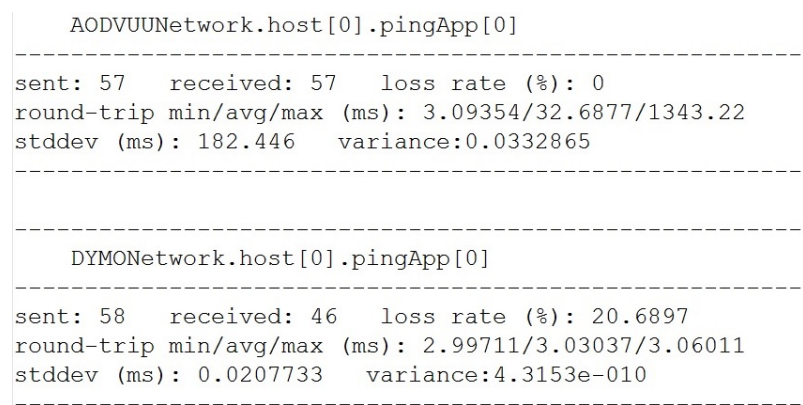 AODVUUNetwork.host[0].pingApp[0]
--------------------------------------------------------
sent: 57   received: 57   loss rate (%): 0
round-trip min/avg/max (ms): 3.09354/32.6877/1343.22
stddev (ms): 182.446   variance:0.0332865
--------------------------------------------------------
--------------------------------------------------------
DYMONetwork.host[0].pingApp[0]
--------------------------------------------------------
sent: 58   received: 46   loss rate (%): 20.6897
round-trip min/avg/max (ms): 2.99711/3.03037/3.06011
stddev (ms): 0.0207733   variance:4.3153e-010
--------------------------------------------------------